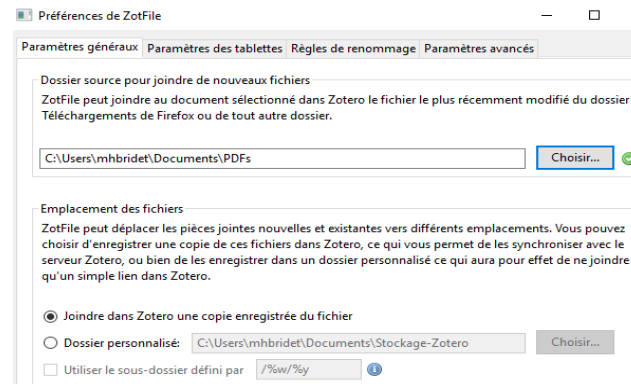 Préférences de ZotFile
Paramètres généraux Paramètres des tablettes Règles de renommage Paramètres avancés
Dossier source pour joindre de nouveaux fichiers
ZotFile peut joindre au document sélectionné dans Zotero le fichier le plus récemment modifié du dossier
Téléchargements de Firefox ou de tout autre dossier.
C:\Users\mhbridet\Documents\PDFs Choisir...
Emplacement des fichiers
ZotFile peut déplacer les pièces jointes nouvelles et existantes vers différents emplacements. Vous pouvez
choisir d'enregistrer une copie de ces fichiers dans Zotero, ce qui vous permet de les synchroniser avec le
serveur Zotero, ou bien de les enregistrer dans un dossier personnalisé ce qui aura pour effet de ne joindre
qu'un simple lien dans Zotero.
Joindre dans Zotero une copie enregistrée du fichier
Dossier personnalisé: C:\Users\mhbridet\Documents\Stockage-Zotero Choisir...
Utiliser le sous-dossier défini par /%w/%y